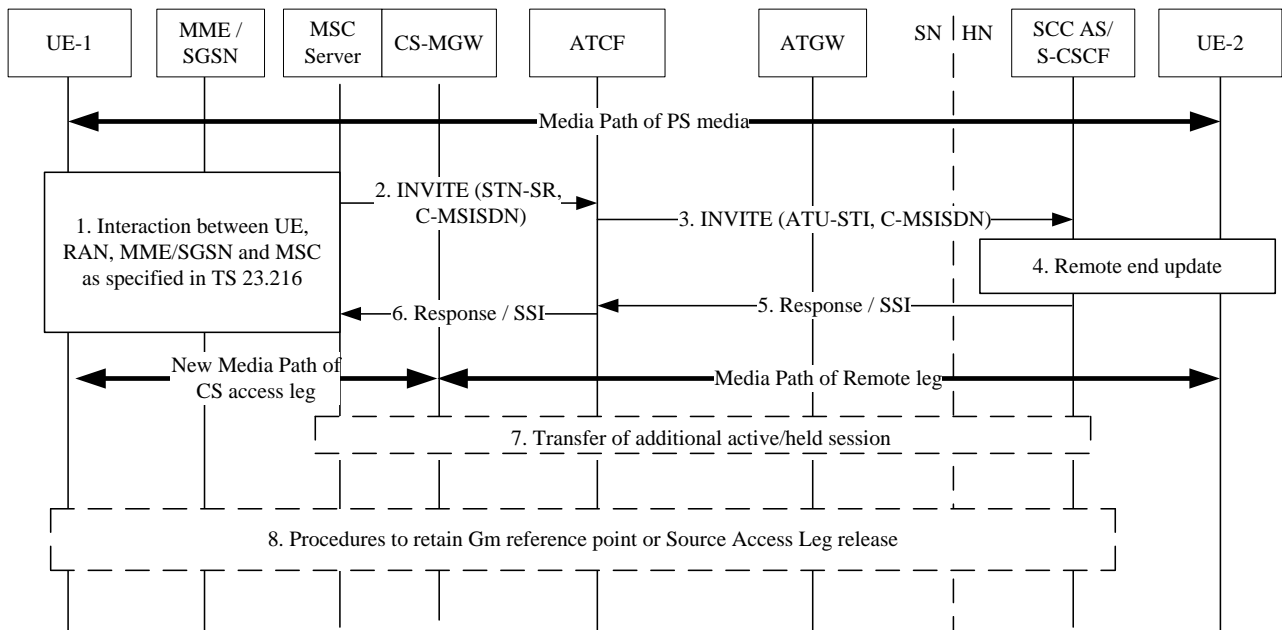 UE-1
MME /
SGSN
MSC
Server
CS-MGW
ATCF
ATGW
SN
HN
SCC AS/
S-CSCF
UE-2
Media Path of PS media
1. Interaction between UE,
RAN, MME/SGSN and MSC
as specified in TS 23.216
2. INVITE (STN-SR,
C-MSISDN)
3. INVITE (ATU-STI, C-MSISDN)
4. Remote end update
5. Response / SSI
6. Response / SSI
New Media Path of
CS access leg
Media Path of Remote leg
7. Transfer of additional active/held session
8. Procedures to retain Gm reference point or Source Access Leg release